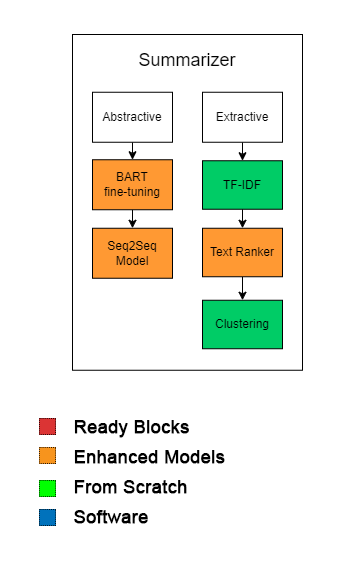 Summarizer
Abstractive
Extractive
BART
fine-tuning
TF-IDF
Seq2Seq
Model
Text Ranker
Clustering
Ready Blocks
Enhanced Models
From Scratch
Software